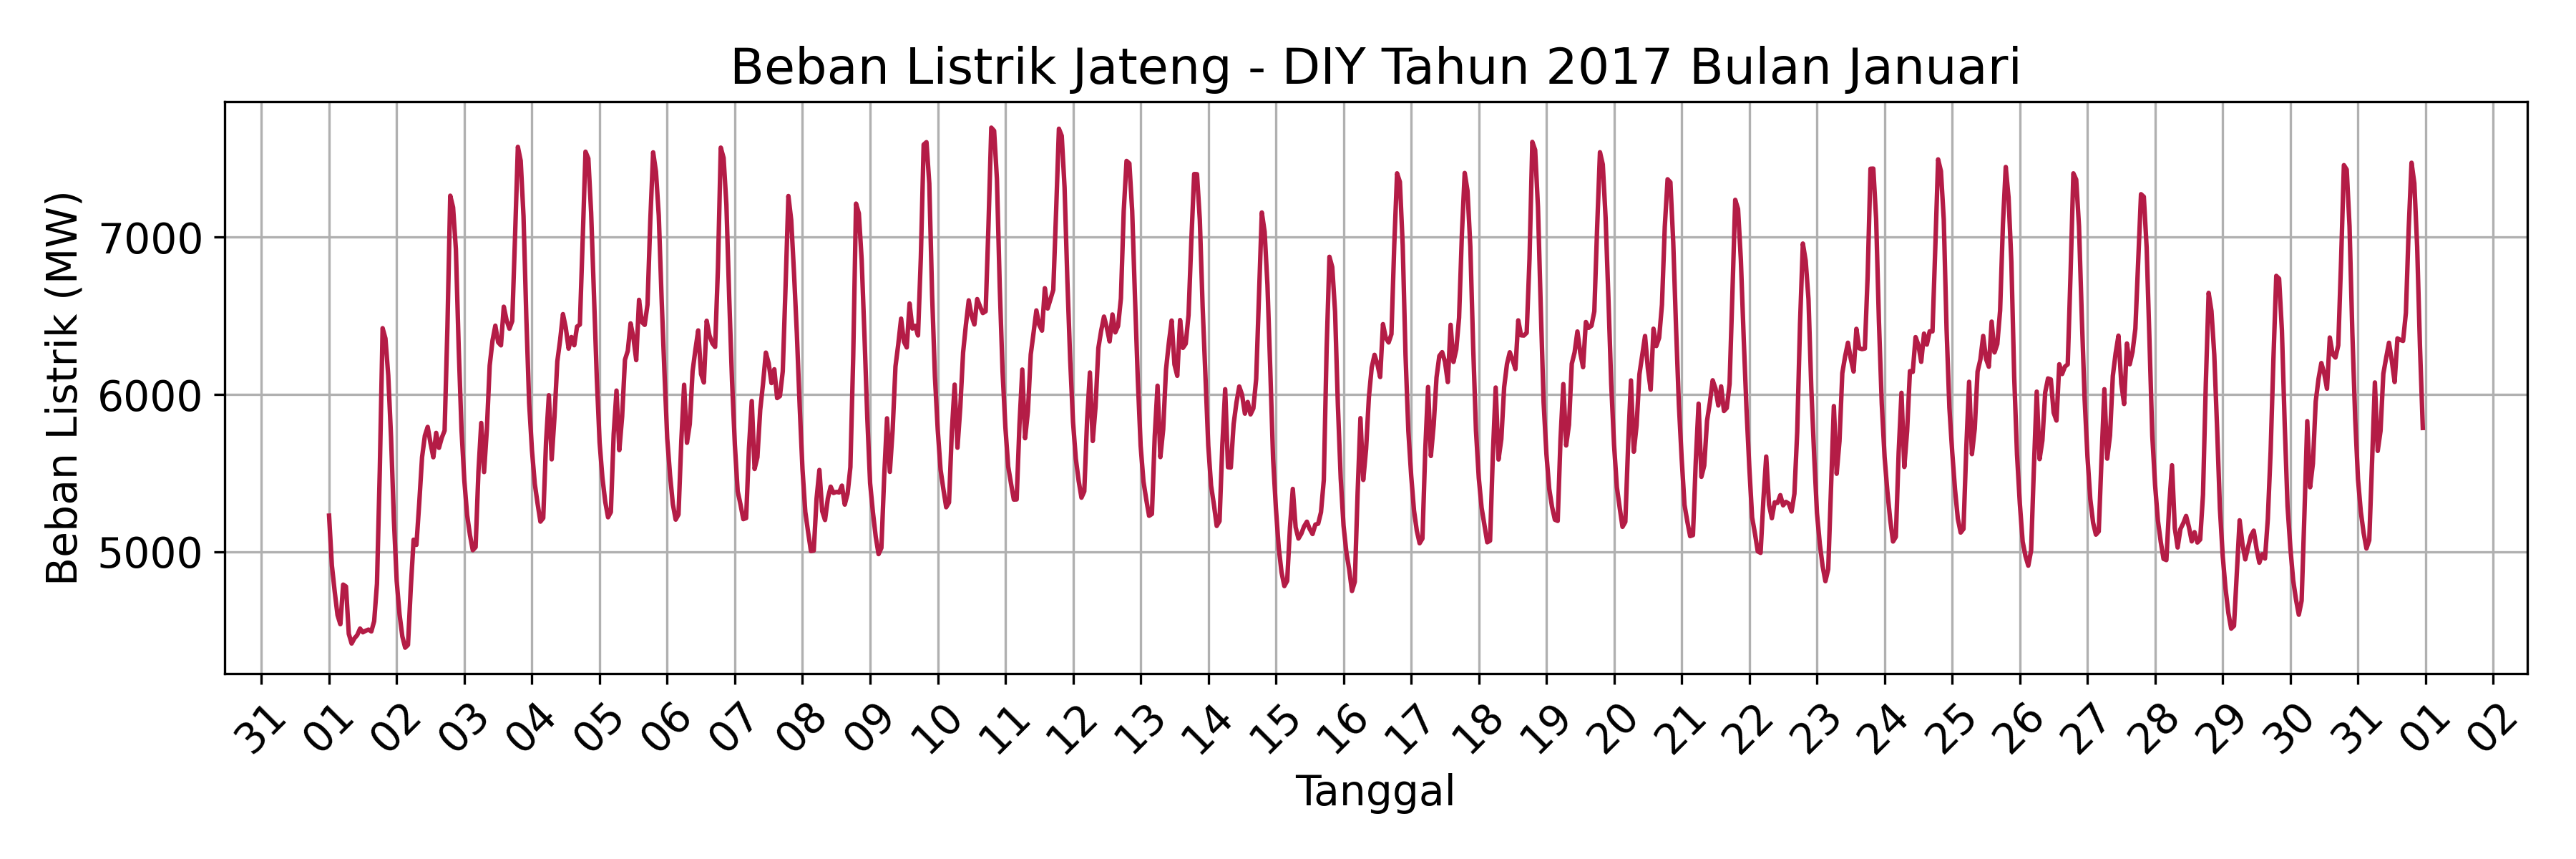 Beban Listrik Jateng - DIY Tahun 2017 Bulan Januari
Beban Listrik (MW)
7000
6000
5000
31 01 02 03 04 05 06 07 08 09 10 11 12 13 14 15 16 17 18 19 20 21 22 23 24 25 26 27 28 29 30 31 01 02
Tanggal